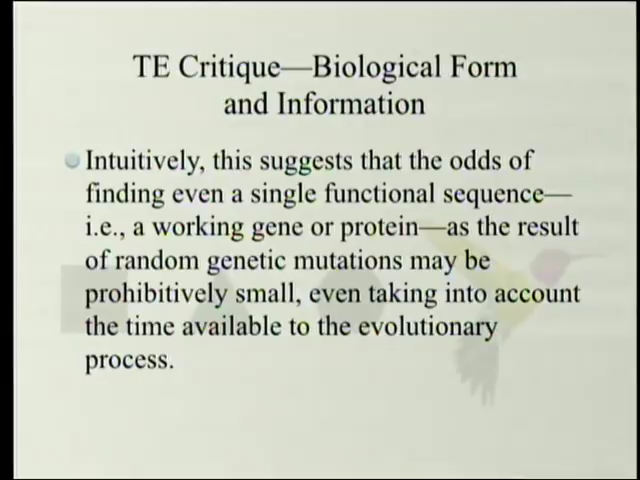 TE Critique—Biological Form
and Information
Intuitively, this suggests that the odds of
finding even a single functional sequence—
i.e., a working gene or protein—as the result
of random genetic mutations may be
prohibitively small, even taking into account
the time available to the evolutionary
process.